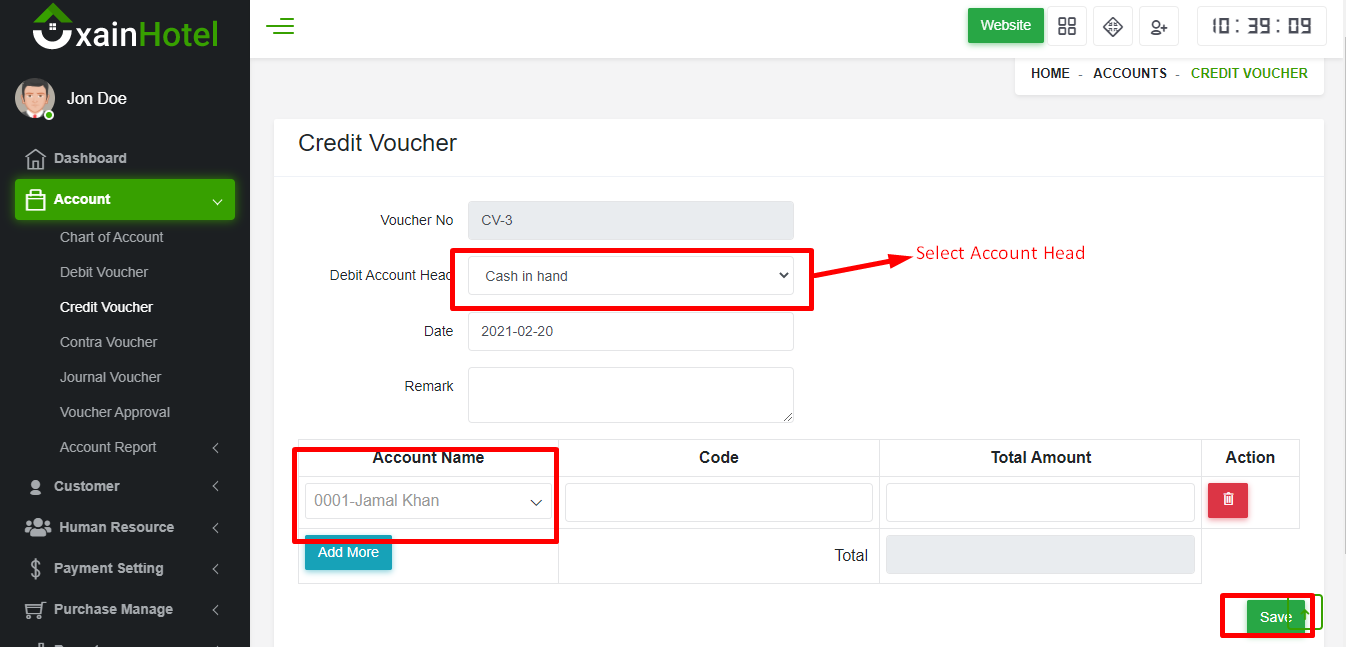 xainHotel
Website
10:39:09
Jon Doe
HOME - ACCOUNTS - CREDIT VOUCHER
Dashboard
Account
Chart of Account
Debit Voucher
Credit Voucher
Contra Voucher
Journal Voucher
Voucher Approval
Account Report
Customer
Human Resource
Payment Setting
Purchase Manage
Credit Voucher
Voucher No CV-3
Debit Account Head Cash in hand
Select Account Head
Date 2021-02-20
Remark
Account Name Code Total Amount Action
0001-Jamal Khan
Add More Total
Save